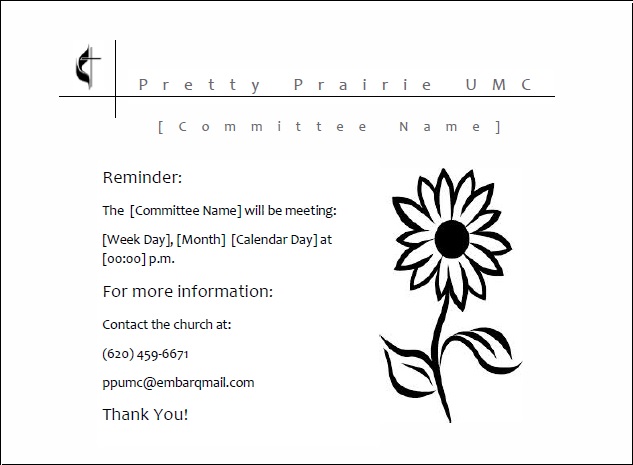 Pretty Prairie UMC
[Committee Name]
Reminder:
The [Committee Name] will be meeting:
[Week Day], [Month] [Calendar Day] at
[00:00] p.m.
For more information:
Contact the church at:
(620) 459-6671
ppumc@embarqmail.com
Thank You!